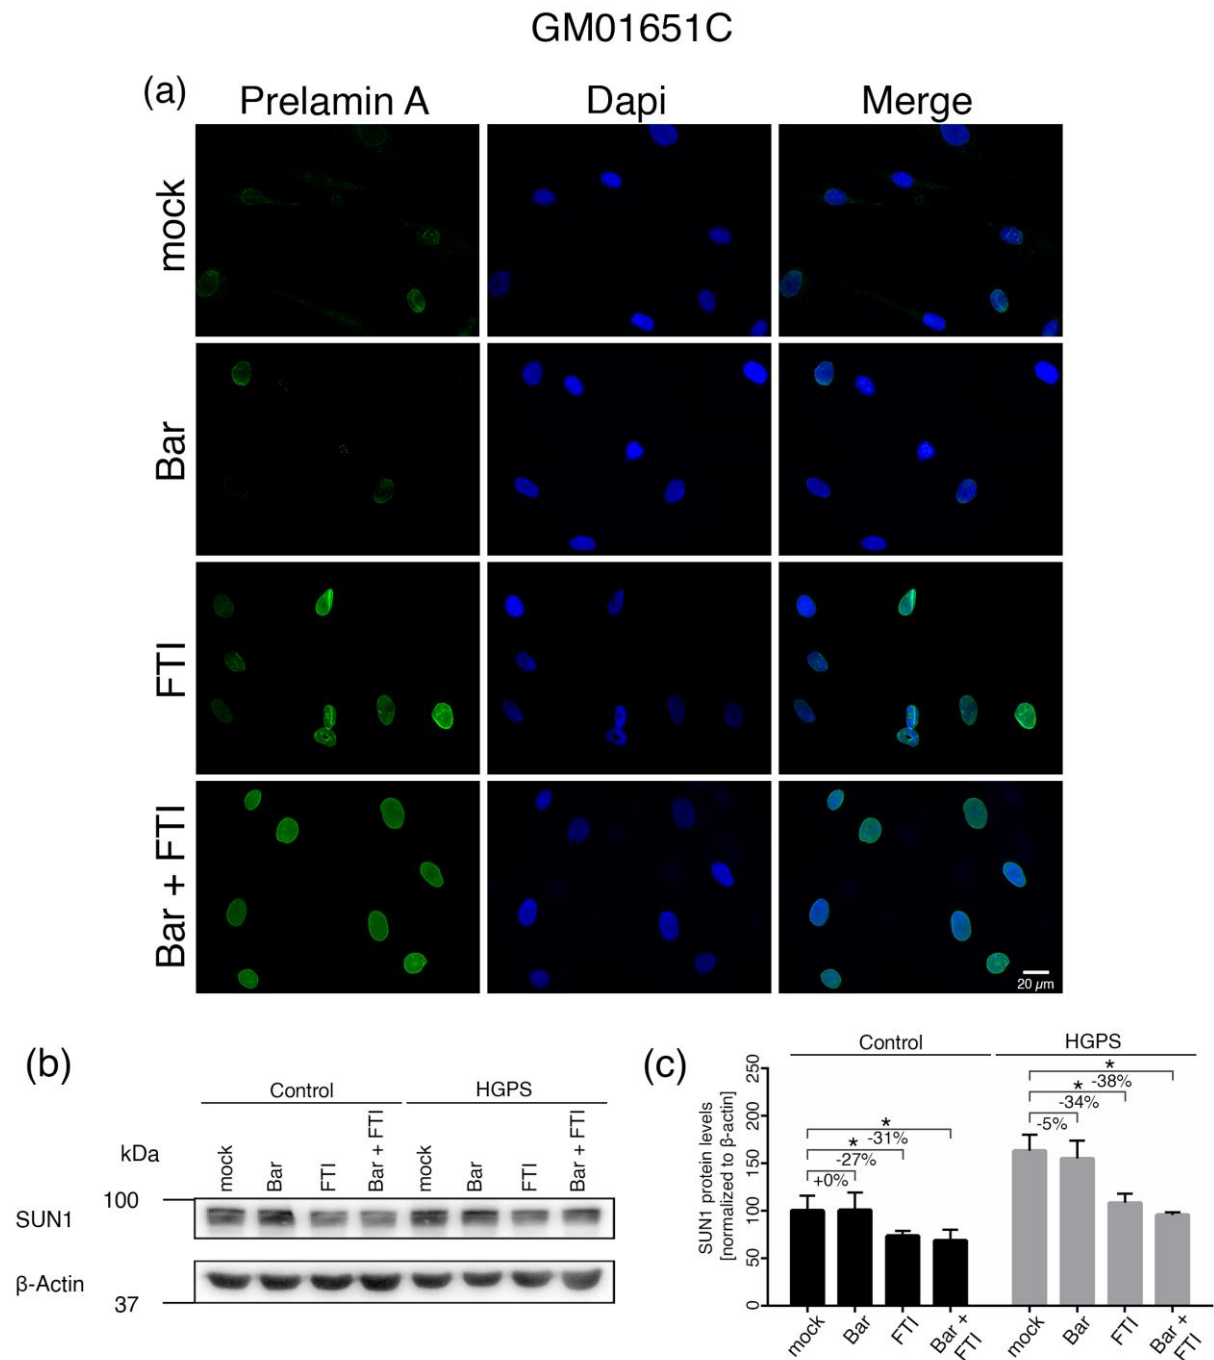 GM01651C
(a)
Prelamin A Dapi Merge
mock
Bar
FTI
Bar + FTI
20 µm
(b)
Control HGPS
kDa
mock Bar FTI Bar + FTI mock Bar FTI Bar + FTI
100
SUN1
β-Actin
37
(c)
Control HGPS
SUN1 protein levels
[normalized to β-actin]
250
200
150
100
50
0
* -31%
* -27%
+0%
* -38%
* -34%
-5%
mock Bar FTI Bar + FTI mock Bar FTI Bar + FTI